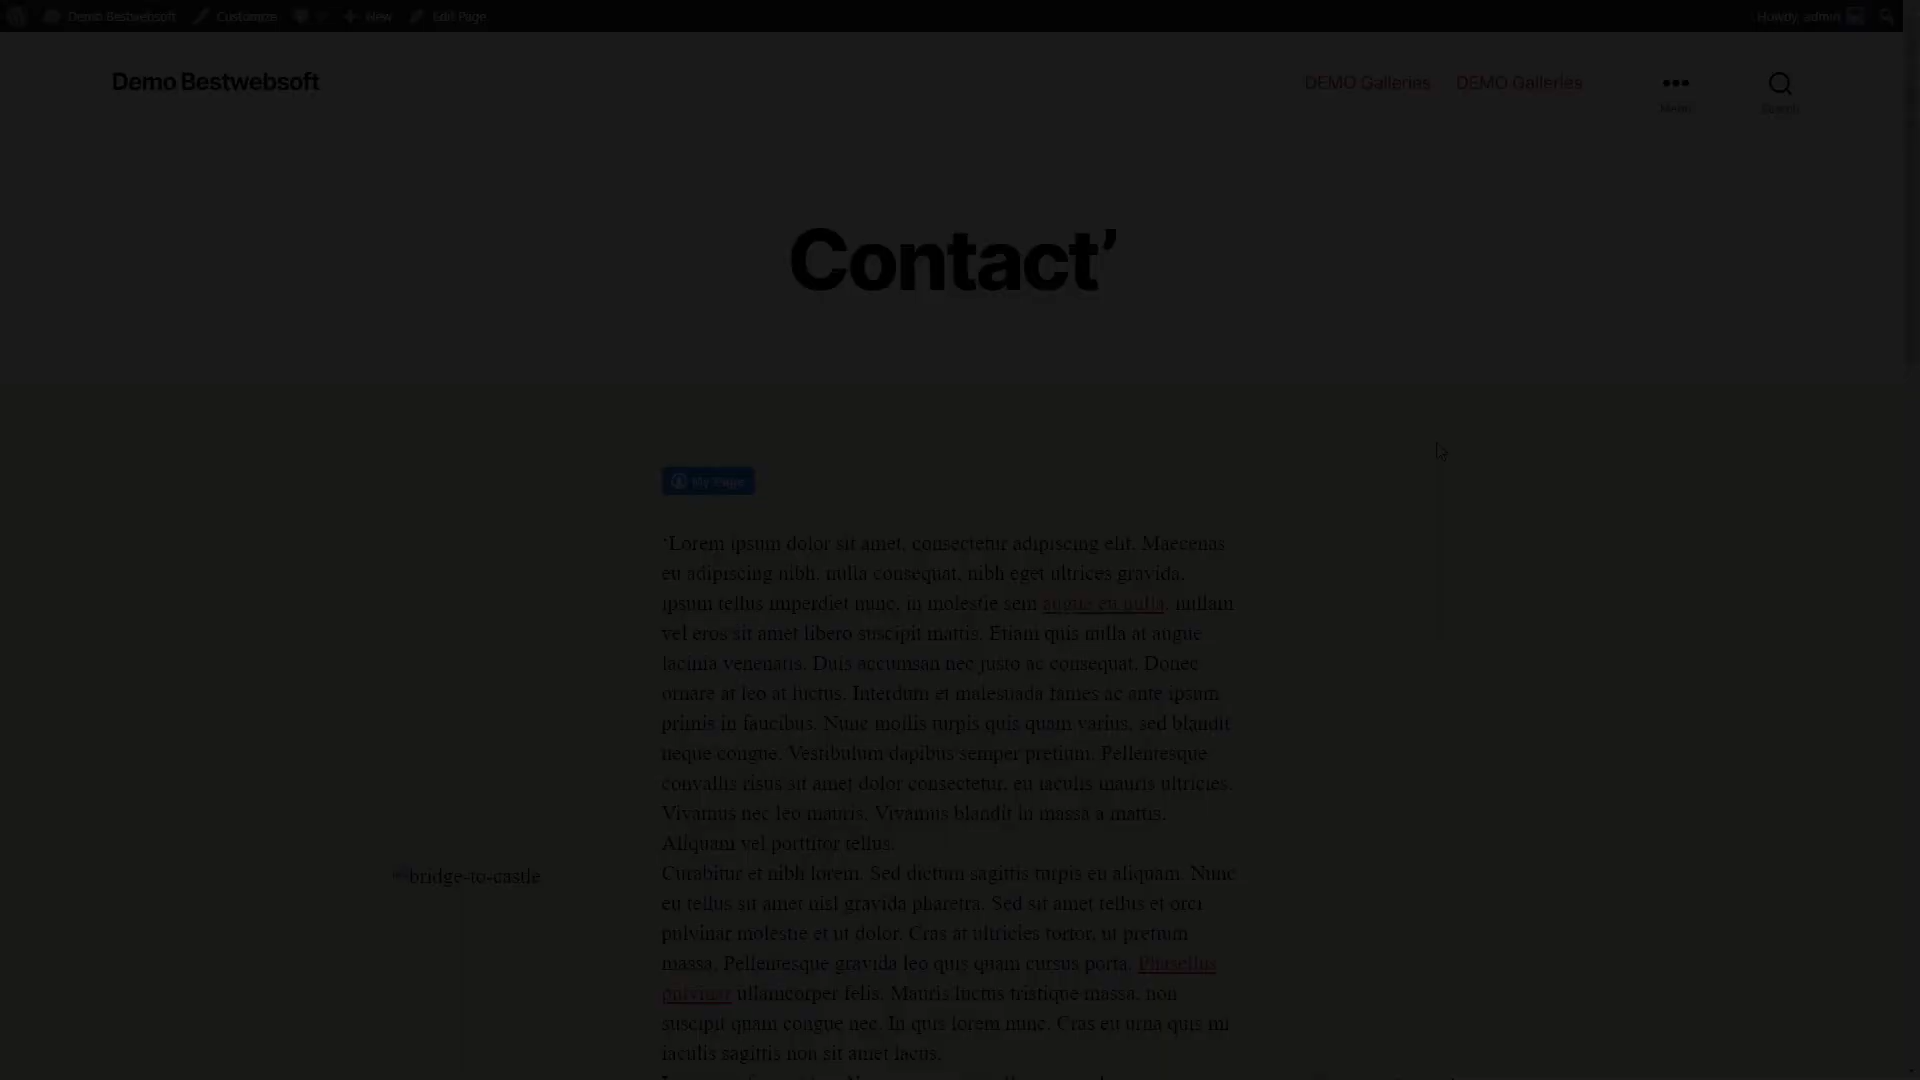 Demo Bestwebsoft
Customize
New
Edit Page
Howdy, admin
Demo Bestwebsoft
DEMO Galleries
DEMO Galleries
Menu
Search
Contact’
My Page
‘Lorem ipsum dolor sit amet, consectetur adipiscing elit. Maecenas
eu adipiscing nibh, nulla consequat, nibh eget ultrices gravida,
ipsum tellus imperdiet nunc, in molestie sem augue eu nulla, nullam
vel eros sit amet libero suscipit mattis. Etiam quis nulla at augue
lacinia venenatis. Duis accumsan nec justo ac consequat. Donec
ornare at leo at luctus. Interdum et malesuada fames ac ante ipsum
primis in faucibus. Nunc mollis turpis quis quam varius, sed blandit
neque congue. Vestibulum dapibus semper pretium. Pellentesque
convallis risus sit amet dolor consectetur, eu iaculis mauris ultricies.
Vivamus nec leo mauris. Vivamus blandit in massa a mattis.
Aliquam vel porttitor tellus.
bridge-to-castle
Curabitur et nibh lorem. Sed dictum sagittis turpis eu aliquam. Nunc
eu tellus sit amet nisl gravida pharetra. Sed sit amet tellus et orci
pulvinar molestie et ut dolor. Cras at ultricies tortor, ut pretium
massa. Pellentesque gravida leo quis quam cursus porta. Phasellus
pulvinar ullamcorper felis. Mauris luctus tristique massa, non
suscipit quam congue nec. In quis lorem nunc. Cras eu urna quis mi
iaculis sagittis non sit amet lacus.